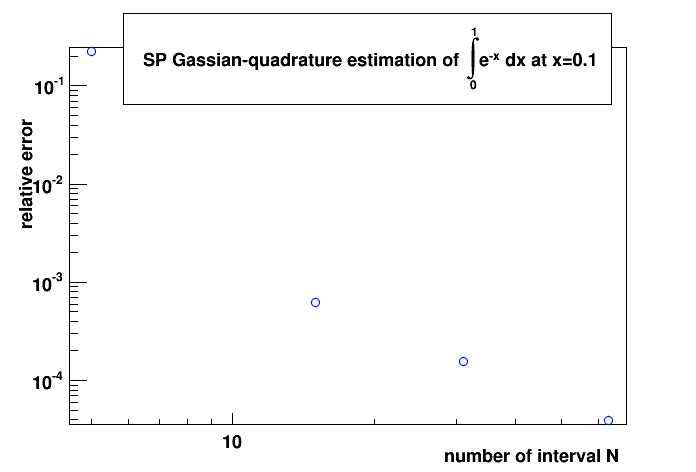 SP Gassian-quadrature estimation of ∫₀¹ e⁻ˣ dx at x=0.1
relative error
10⁻¹
10⁻²
10⁻³
10⁻⁴
10
number of interval N